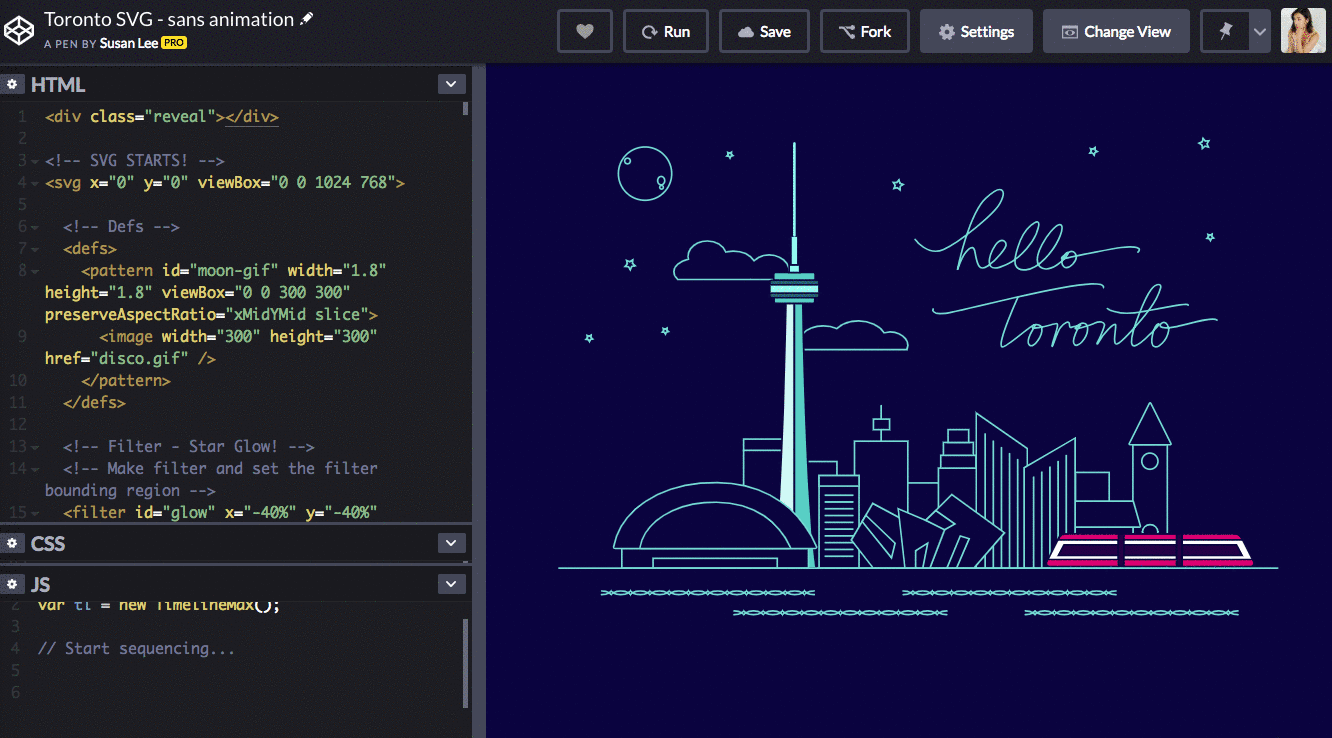 Toronto SVG - sans animation
A PEN BY Susan Lee PRO
Run
Save
Fork
Settings
Change View
HTML
1 <div class="reveal"></div>
2
3 <!-- SVG STARTS! -->
4 <svg x="0" y="0" viewBox="0 0 1024 768">
5
6 <!-- Defs -->
7 <defs>
8 <pattern id="moon-gif" width="1.8"
height="1.8" viewBox="0 0 300 300"
preserveAspectRatio="xMidYMid slice">
9 <image width="300" height="300"
href="disco.gif" />
10 </pattern>
11 </defs>
12
13 <!-- Filter - Star Glow! -->
14 <!-- Make filter and set the filter
bounding region -->
15 <filter id="glow" x="-40%" y="-40%"
CSS
JS
2 var tl = new TimelineMax();
3
4 // Start sequencing...
5
6
hello
Toronto